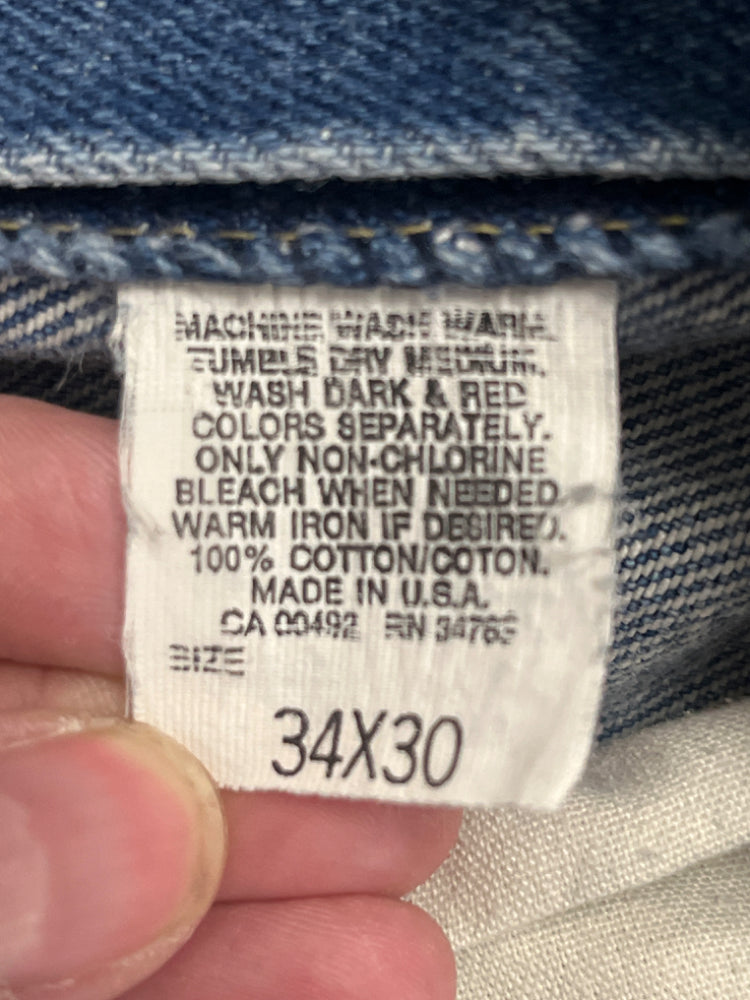 MACHINE WASH WARM.
TUMBLE DRY MEDIUM.
WASH DARK & RED
COLORS SEPARATELY.
ONLY NON-CHLORINE
BLEACH WHEN NEEDED
WARM IRON IF DESIRED.
100% COTTON/COTON.
MADE IN U.S.A.
CA 00492 RN
SIZE
34X30